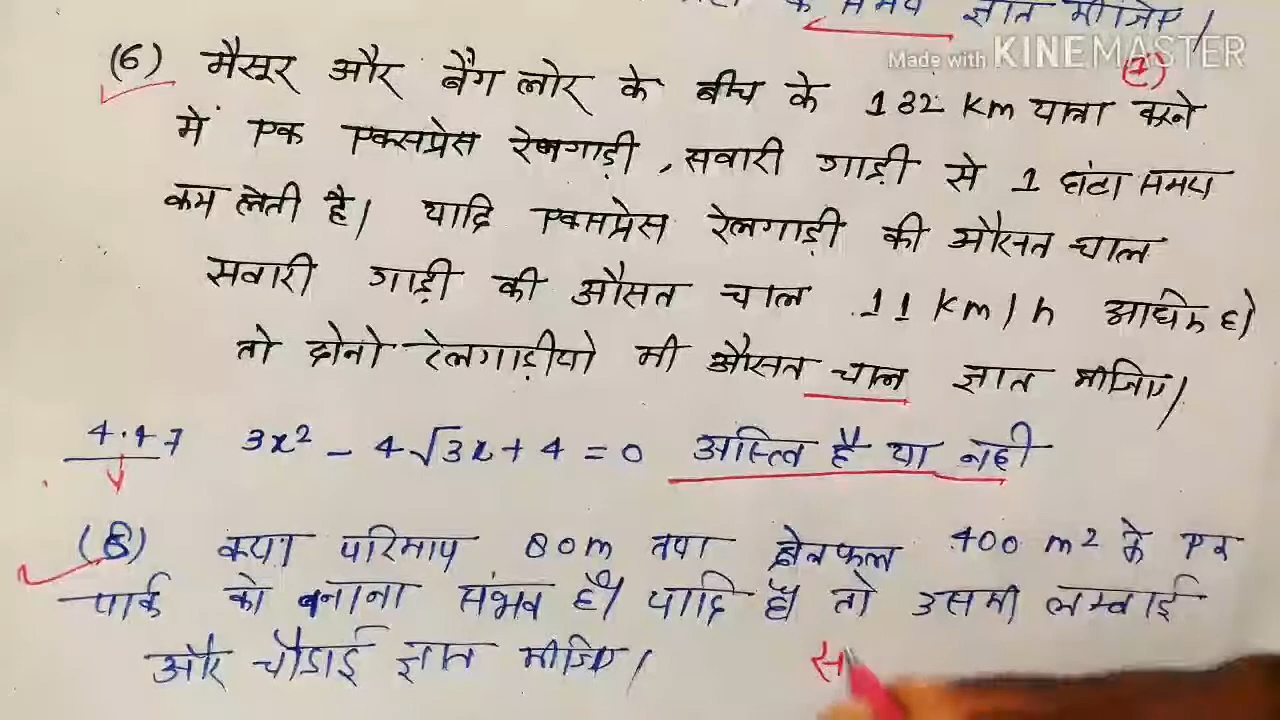 के समय ज्ञात कीजिए।
Made with KINEMASTER
(7)
(6) मैसूर और बैंगलोर के बीच के 132 km यात्रा करने
में एक एक्सप्रेस रेलगाड़ी, सवारी गाड़ी से 1 घंटा समय
कम लेती है। यदि एक्सप्रेस रेलगाड़ी की औसत चाल
सवारी गाड़ी की औसत चाल 11 km/h अधिक हो
तो दोनो रेलगाड़ीयो की औसत चाल ज्ञात कीजिए।
4.4 7 3x² - 4√3x + 4 = 0 अस्त्वि है या नही
(8) क्या परिमाप 80m तथा क्षेत्रफल 400 m² के एक
पार्क को बनाना संभव है। यदि है तो उसकी लम्बाई
और चौडाई ज्ञात कीजिए।
स